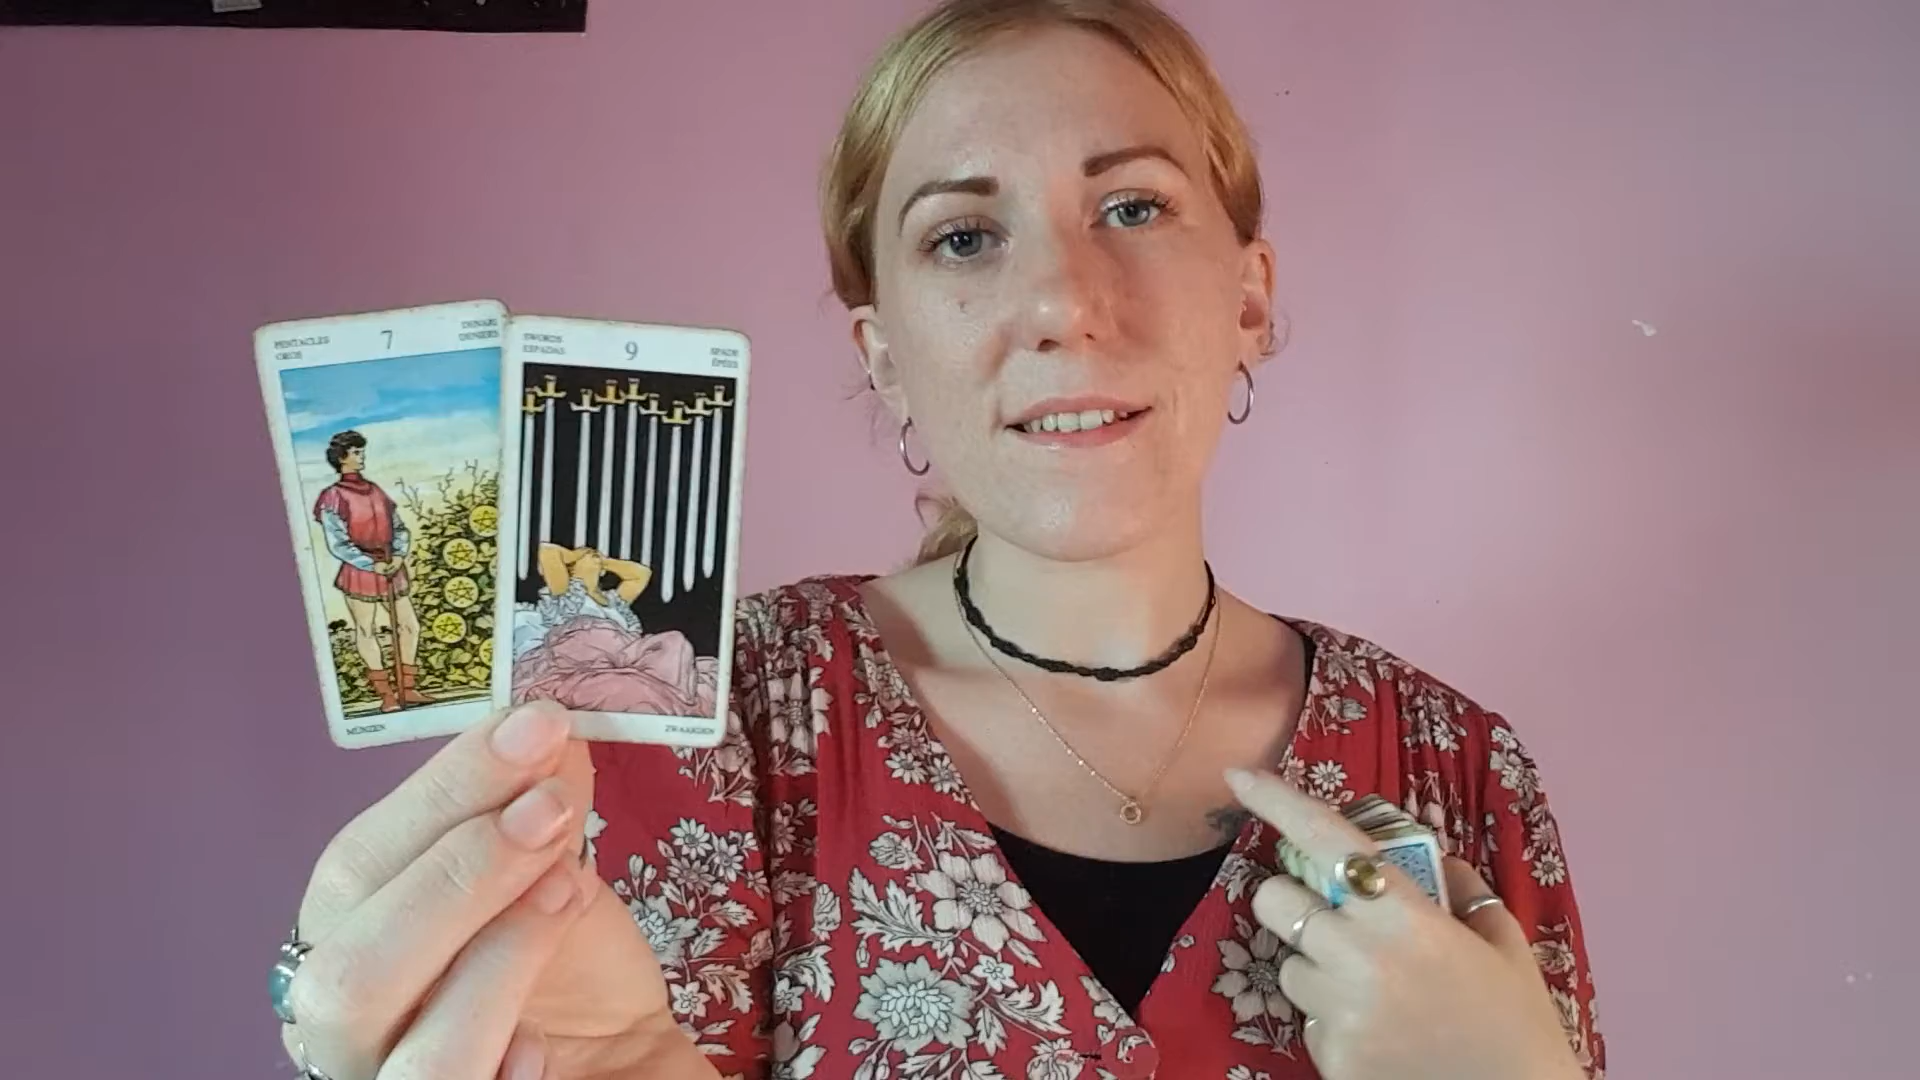 PENTACLES
OROS
7
DENARI
DENIERS
MÜNZEN
SWORDS
ESPADAS
9
SPADE
ÉPÉES
ZWAARDEN